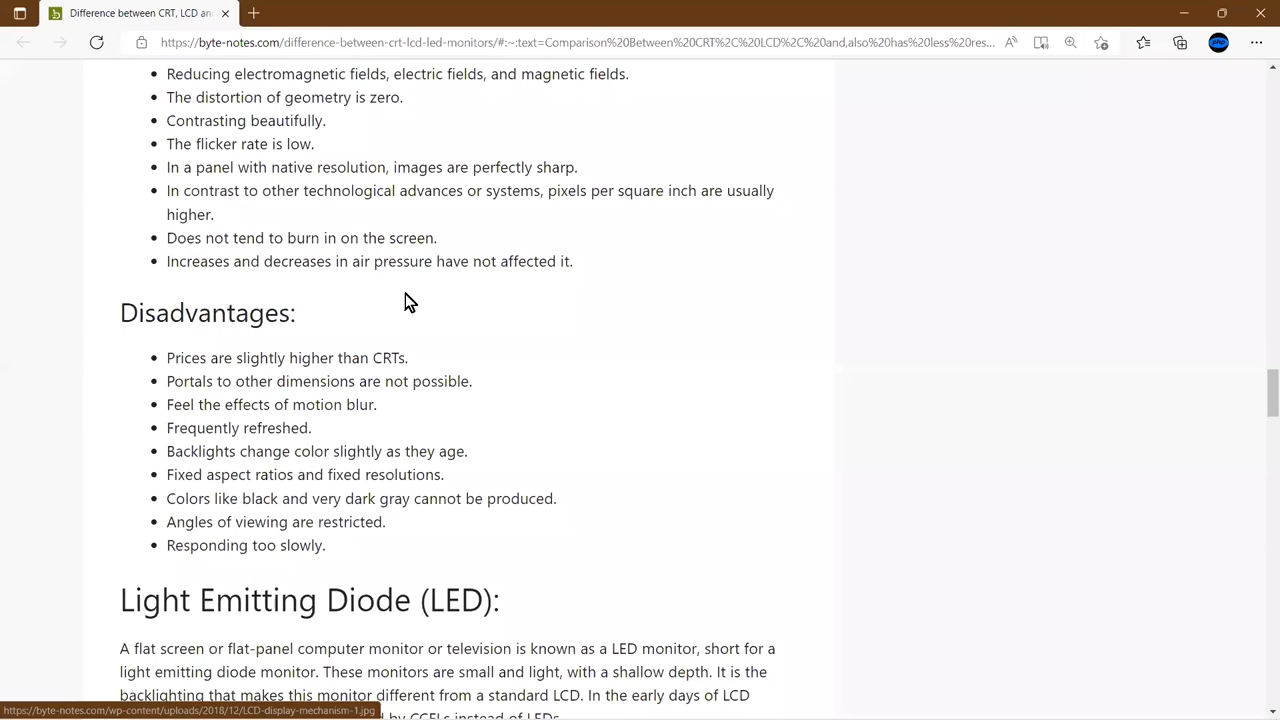 Difference between CRT, LCD an
https://byte-notes.com/difference-between-crt-lcd-led-monitors/#:~:text=Comparison%20Between%20CRT%2C%20LCD%2C%20and,also%20has%20less%20res...
Reducing electromagnetic fields, electric fields, and magnetic fields.
The distortion of geometry is zero.
Contrasting beautifully.
The flicker rate is low.
In a panel with native resolution, images are perfectly sharp.
In contrast to other technological advances or systems, pixels per square inch are usually
higher.
Does not tend to burn in on the screen.
Increases and decreases in air pressure have not affected it.
Disadvantages:
Prices are slightly higher than CRTs.
Portals to other dimensions are not possible.
Feel the effects of motion blur.
Frequently refreshed.
Backlights change color slightly as they age.
Fixed aspect ratios and fixed resolutions.
Colors like black and very dark gray cannot be produced.
Angles of viewing are restricted.
Responding too slowly.
Light Emitting Diode (LED):
A flat screen or flat-panel computer monitor or television is known as a LED monitor, short for a
light emitting diode monitor. These monitors are small and light, with a shallow depth. It is the
backlighting that makes this monitor different from a standard LCD. In the early days of LCD
by CCFLs instead of LEDs.
https://byte-notes.com/wp-content/uploads/2018/12/LCD-display-mechanism-1.jpg